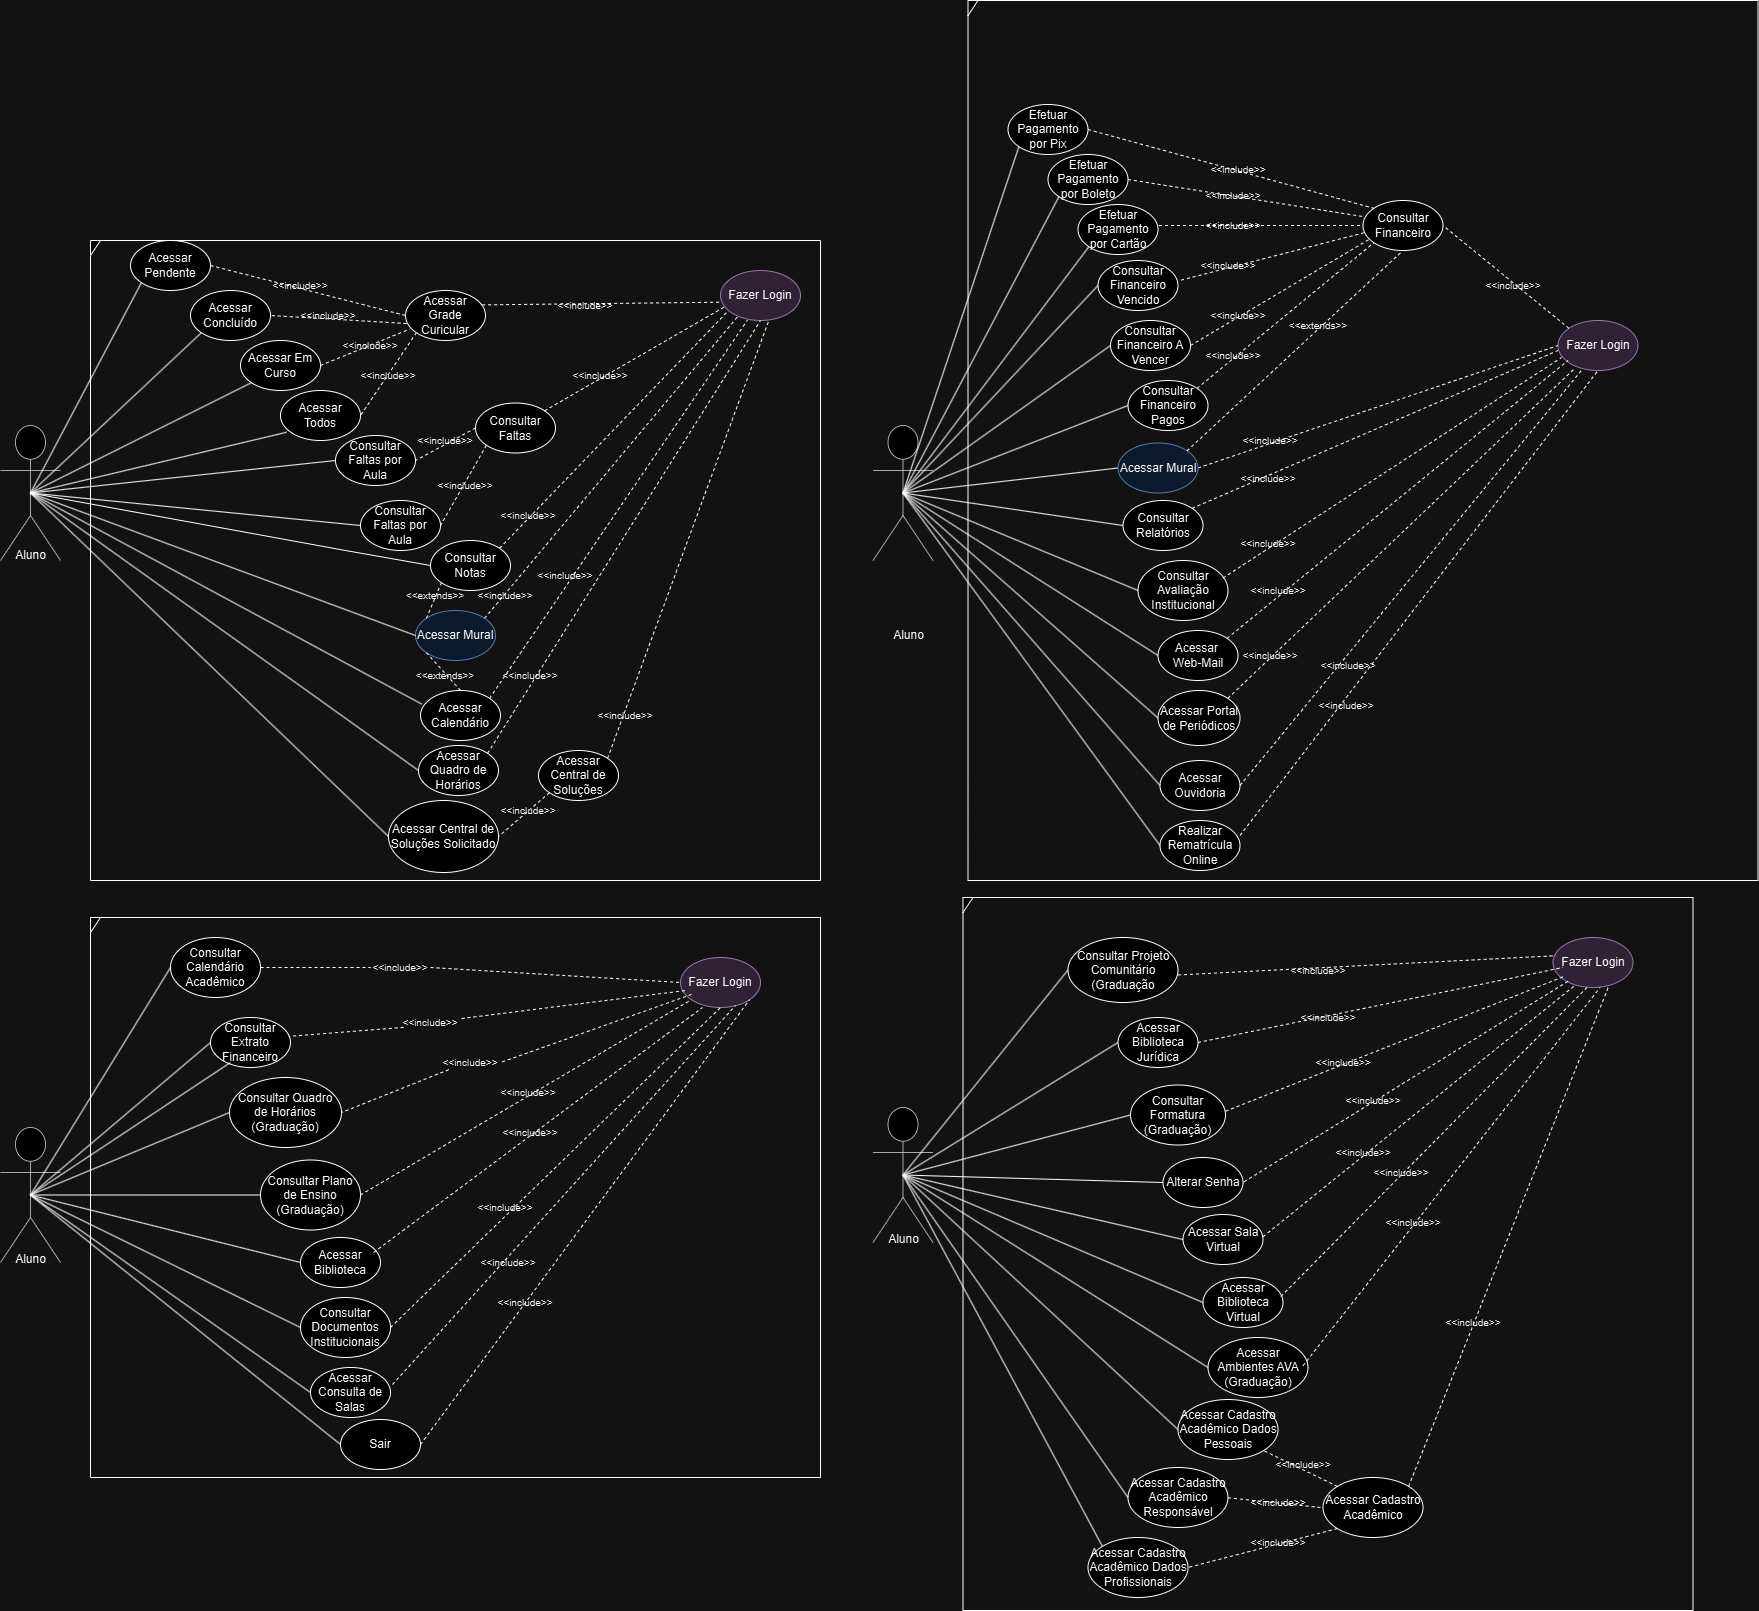 Acessar
Pendente
<<include>>
Acessar
Concluído
<<include>>
Acessar
Grade
Curicular
<<include>>
Fazer Login
Acessar Em
Curso
<<include>>
<<include>>
<<include>>
Acessar
Todos
Consultar
Faltas
Consultar
Faltas por
Aula
<<include>>
<<include>>
Consultar
Faltas por
Aula
<<include>>
Aluno
Consultar
Notas
<<include>>
<<extends>>
<<include>>
Acessar Mural
<<extends>>
<<include>>
Acessar
Calendário
<<include>>
Acessar
Quadro de
Horários
Acessar
Central de
Soluções
<<include>>
Acessar Central de
Soluções Solicitado
Efetuar
Pagamento
por Pix
<<include>>
Efetuar
Pagamento
por Boleto
<<include>>
Efetuar
Pagamento
por Cartão
<<include>>
Consultar
Financeiro
Consultar
Financeiro
Vencido
<<include>>
<<include>>
Consultar
Financeiro A
Vencer
<<include>>
<<extends>>
Fazer Login
<<include>>
Consultar
Financeiro
Pagos
<<include>>
Acessar Mural
<<include>>
Consultar
Relatórios
<<include>>
Consultar
Avaliação
Institucional
<<include>>
Aluno
Acessar
Web-Mail
<<include>>
<<include>>
Acessar Portal
de Periódicos
<<include>>
Acessar
Ouvidoria
Realizar
Rematrícula
Online
Consultar
Calendário
Acadêmico
<<include>>
Fazer Login
Consultar
Extrato
Financeiro
<<include>>
<<include>>
Consultar Quadro
de Horários
(Graduação)
<<include>>
<<include>>
Consultar Plano
de Ensino
(Graduação)
<<include>>
Aluno
Acessar
Biblioteca
<<include>>
<<include>>
Consultar
Documentos
Institucionais
Acessar
Consulta de
Salas
Sair
Consultar Projeto
Comunitário
(Graduação
<<include>>
Fazer Login
Acessar
Biblioteca
Jurídica
<<include>>
<<include>>
Consultar
Formatura
(Graduação)
<<include>>
<<include>>
Alterar Senha
<<include>>
Aluno
Acessar Sala
Virtual
<<include>>
Acessar
Biblioteca
Virtual
<<include>>
Acessar
Ambientes AVA
(Graduação)
Acessar Cadastro
Acadêmico Dados
Pessoais
<<include>>
Acessar Cadastro
Acadêmico
Responsável
<<include>>
Acessar Cadastro
Acadêmico
<<include>>
Acessar Cadastro
Acadêmico Dados
Profissionais